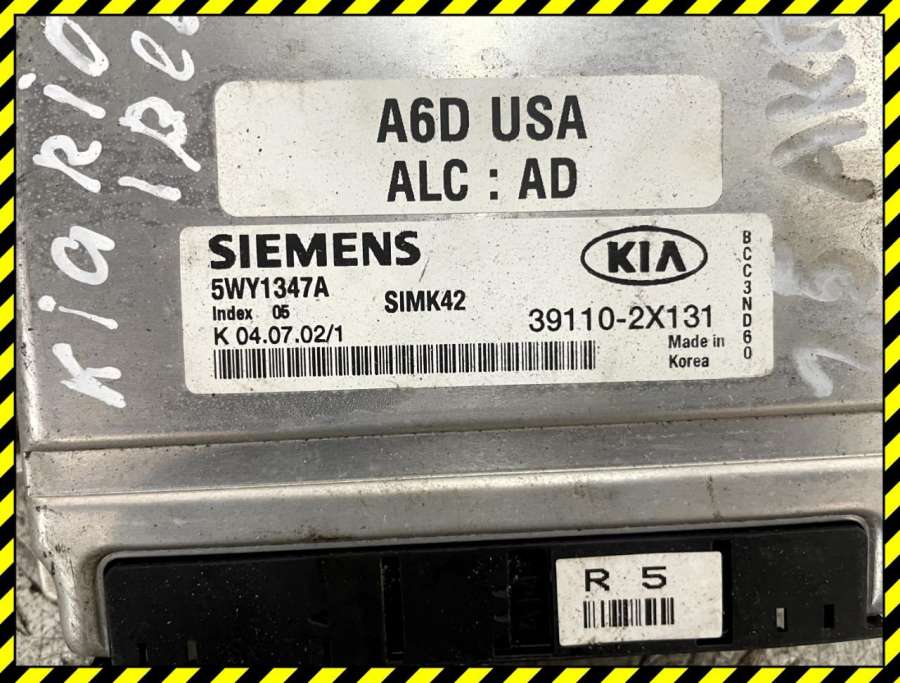 Kia RIO
A6D USA
ALC : AD
SIEMENS
KIA
5WY1347A
SIMK42
Index 05
39110-2X131
K 04.07.02/1
Made in
Korea
BCC3ND60
R 5